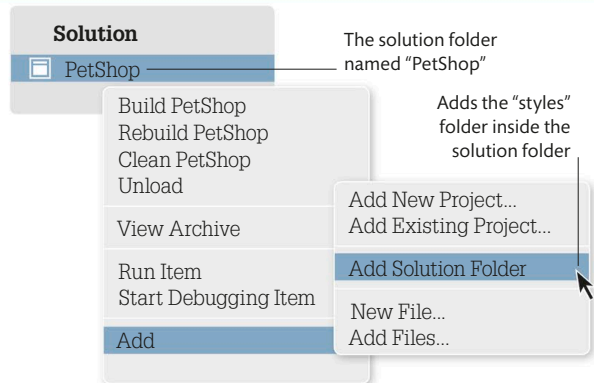 Solution
PetShop
The solution folder
named “PetShop”
Build PetShop
Rebuild PetShop
Clean PetShop
Unload
View Archive
Run Item
Start Debugging Item
Add
Adds the “styles”
folder inside the
solution folder
Add New Project...
Add Existing Project...
Add Solution Folder
New File...
Add Files...